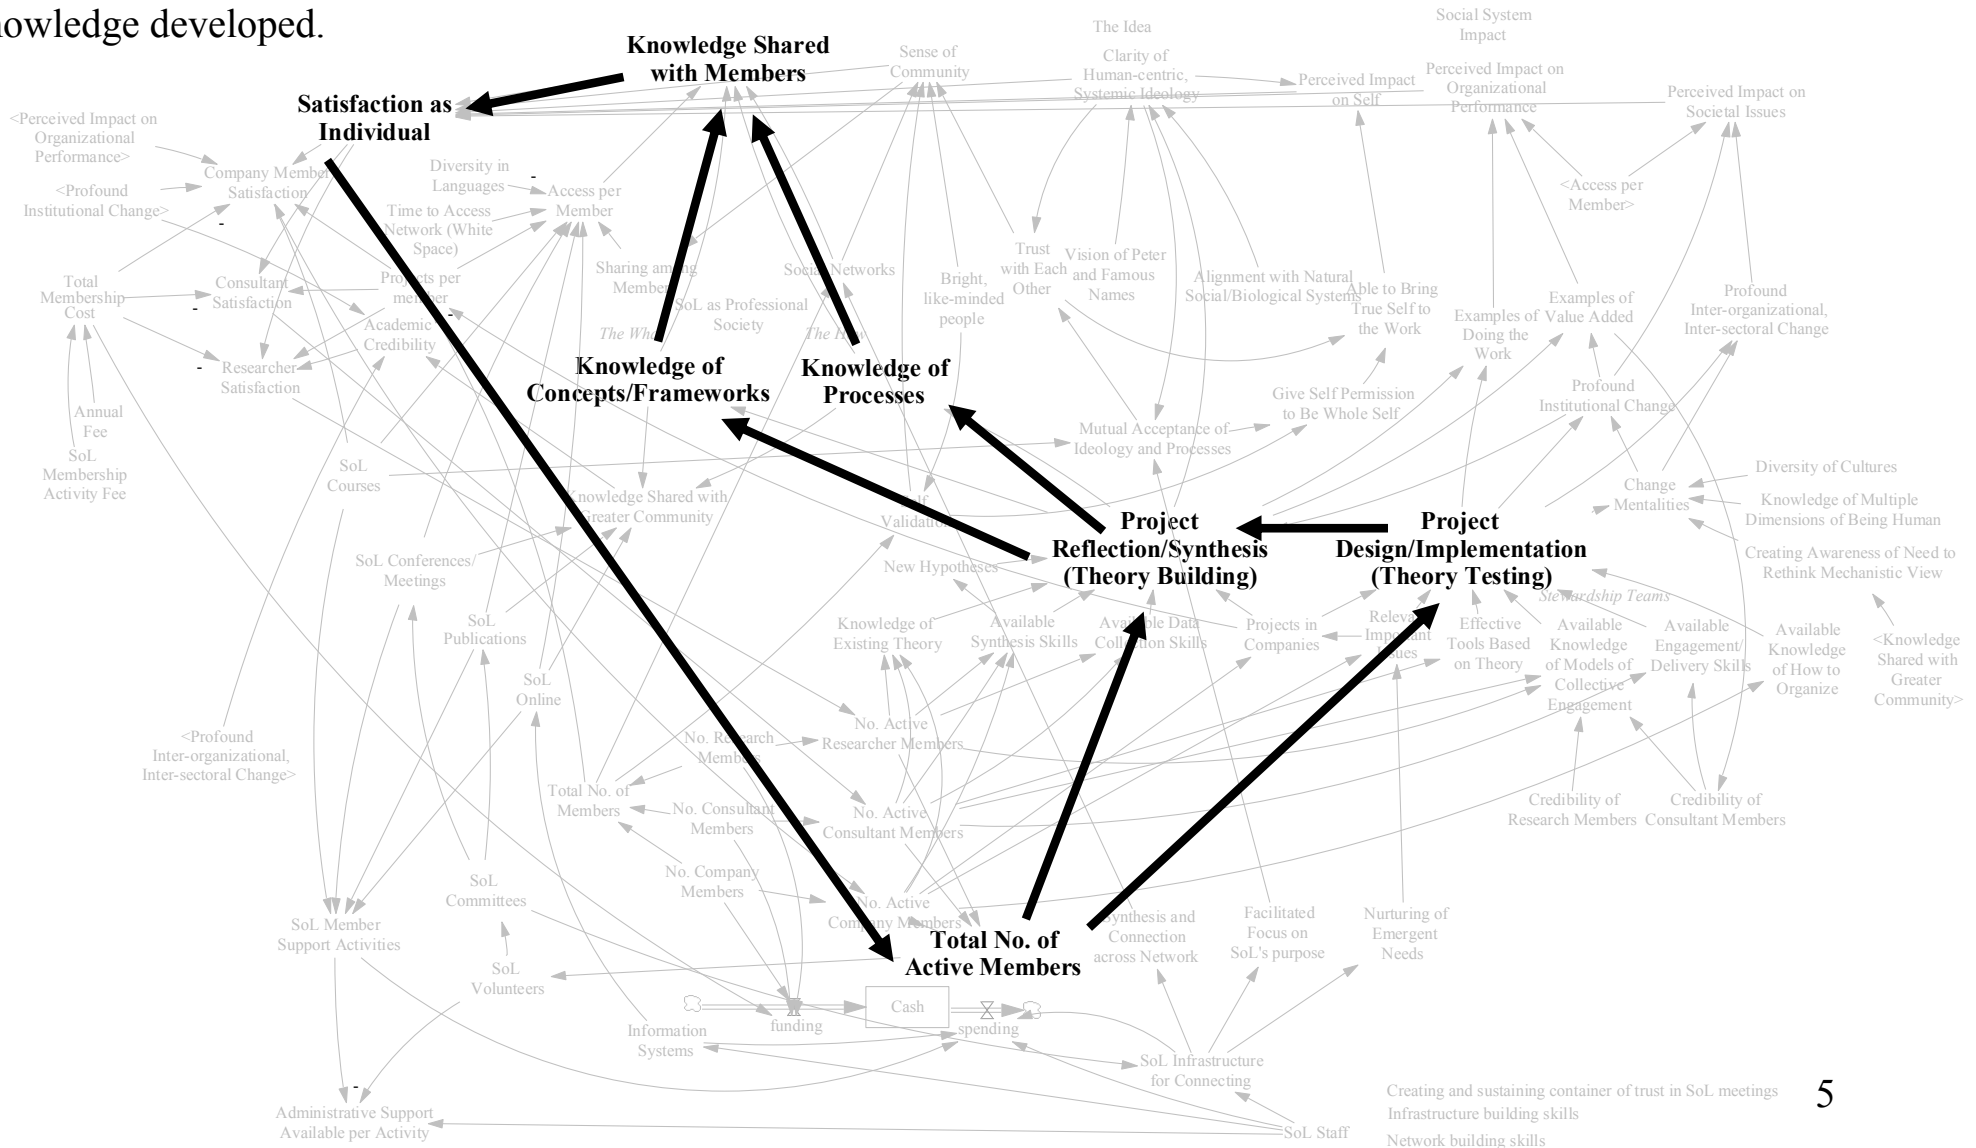 nowledge developed.
Knowledge Shared
with Members
Satisfaction as
Individual
<Perceived Impact on
Organizational
Performance>
<Profound
Institutional Change>
Company Member
Satisfaction
Diversity in
Languages
Time to Access
Network (White
Space)
Access per
Member
Sense of
Community
The Idea
Clarity of
Human-centric,
Systemic Ideology
Perceived Impact
on Self
Social System
Impact
Perceived Impact on
Organizational
Performance
Perceived Impact on
Societal Issues
<Access per
Member>
Total
Membership
Cost
Consultant
Satisfaction
Projects per
member
Academic
Credibility
Researcher
Satisfaction
Annual
Fee
SoL
Membership
Activity Fee
Sharing among
Members
SoL as Professional
Society
Social Networks
The How
Bright,
like-minded
people
Trust
with Each
Other
Vision of Peter
and Famous
Names
Alignment with Natural
Social/Biological Systems
Able to Bring
True Self to
the Work
Examples of
Doing the
Work
Examples of
Value Added
Profound
Inter-organizational,
Inter-sectoral Change
Knowledge of
Concepts/Frameworks
Knowledge of
Processes
Give Self Permission
to Be Whole Self
Profound
Institutional Change
Mutual Acceptance of
Ideology and Processes
SoL
Courses
Knowledge Shared with
Greater Community
Self
Validation
Change
Mentalities
Diversity of Cultures
Knowledge of Multiple
Dimensions of Being Human
Creating Awareness of Need to
Rethink Mechanistic View
Project
Reflection/Synthesis
(Theory Building)
Project
Design/Implementation
(Theory Testing)
Stewardship Teams
SoL Conferences/
Meetings
New Hypotheses
SoL
Publications
Knowledge of
Existing Theory
Available
Synthesis Skills
Available Data
Collection Skills
Projects in
Companies
Relevant
Important
Issues
Effective
Tools Based
on Theory
Available
Knowledge
of Models of
Collective
Engagement
Available
Engagement/
Delivery Skills
Available
Knowledge
of How to
Organize
<Knowledge
Shared with
Greater
Community>
SoL
Online
<Profound
Inter-organizational,
Inter-sectoral Change>
No. Research
Members
No. Active
Researcher Members
Total No. of
Members
No. Consultant
Members
No. Active
Consultant Members
Credibility of
Research Members
Credibility of
Consultant Members
No. Company
Members
No. Active
Company Members
SoL
Committees
SoL Member
Support Activities
SoL
Volunteers
Total No. of
Active Members
Synthesis and
Connection
across Network
Facilitated
Focus on
SoL's purpose
Nurturing of
Emergent
Needs
Information
Systems
funding
Cash
spending
SoL Infrastructure
for Connecting
Administrative Support
Available per Activity
SoL Staff
Creating and sustaining container of trust in SoL meetings
Infrastructure building skills
Network building skills
5